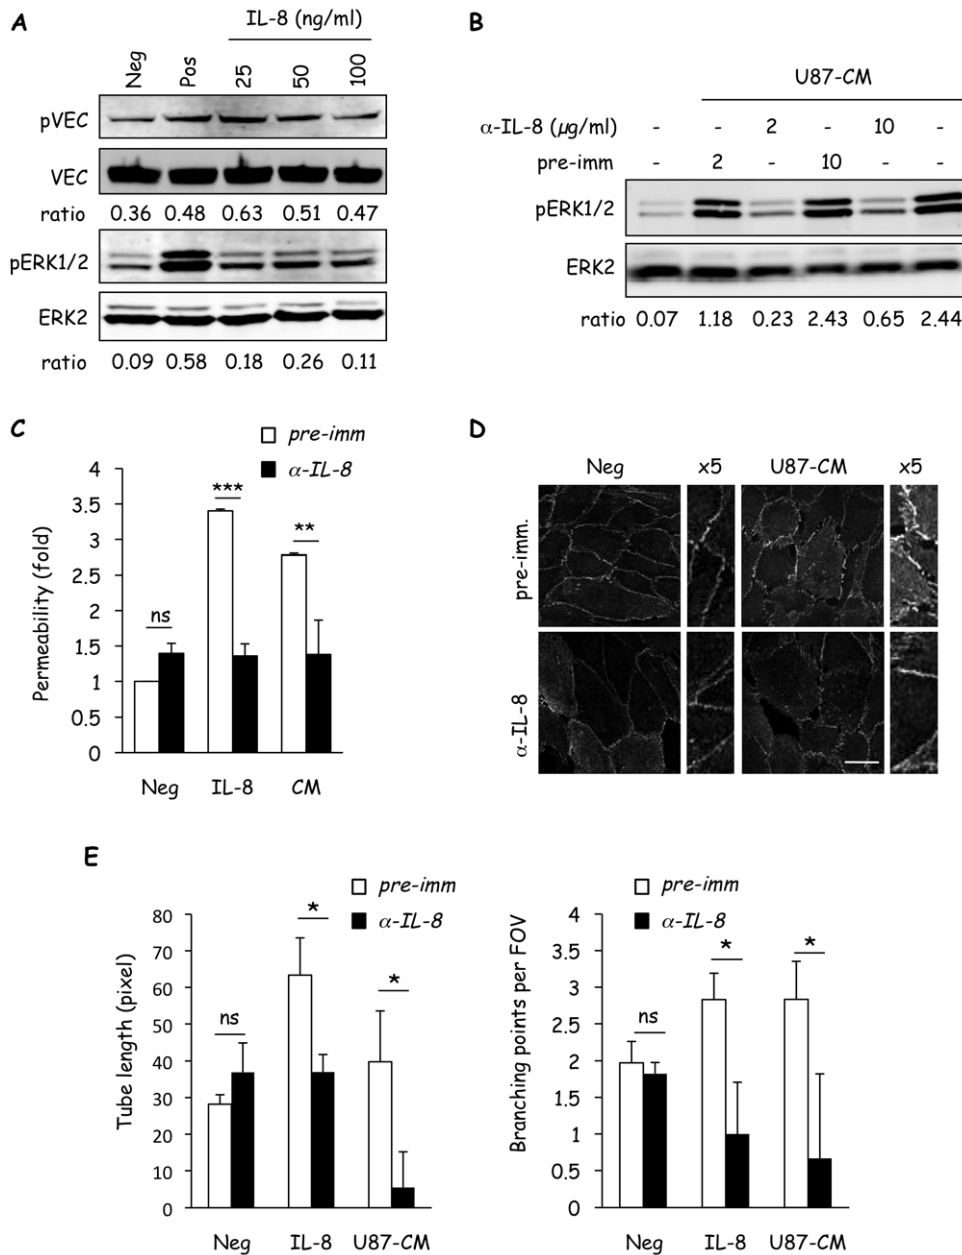 A
IL-8 (ng/ml)
Neg Pos 25 50 100
pVEC
VEC
ratio 0.36 0.48 0.63 0.51 0.47
pERK1/2
ERK2
ratio 0.09 0.58 0.18 0.26 0.11
B
U87-CM
α-IL-8 (µg/ml) - - 2 - 10 -
pre-imm - 2 - 10 - -
pERK1/2
ERK2
ratio 0.07 1.18 0.23 2.43 0.65 2.44
C
pre-imm
α-IL-8
Permeability (fold)
4
3.5
3
2.5
2
1.5
1
0.5
0
ns
***
**
Neg IL-8 CM
D
Neg x5 U87-CM x5
pre-imm.
α-IL-8
E
pre-imm
α-IL-8
Tube length (pixel)
80
70
60
50
40
30
20
10
0
ns
*
*
Neg IL-8 U87-CM
pre-imm
α-IL-8
Branching points per FOV
4
3.5
3
2.5
2
1.5
1
0.5
0
ns
*
*
Neg IL-8 U87-CM